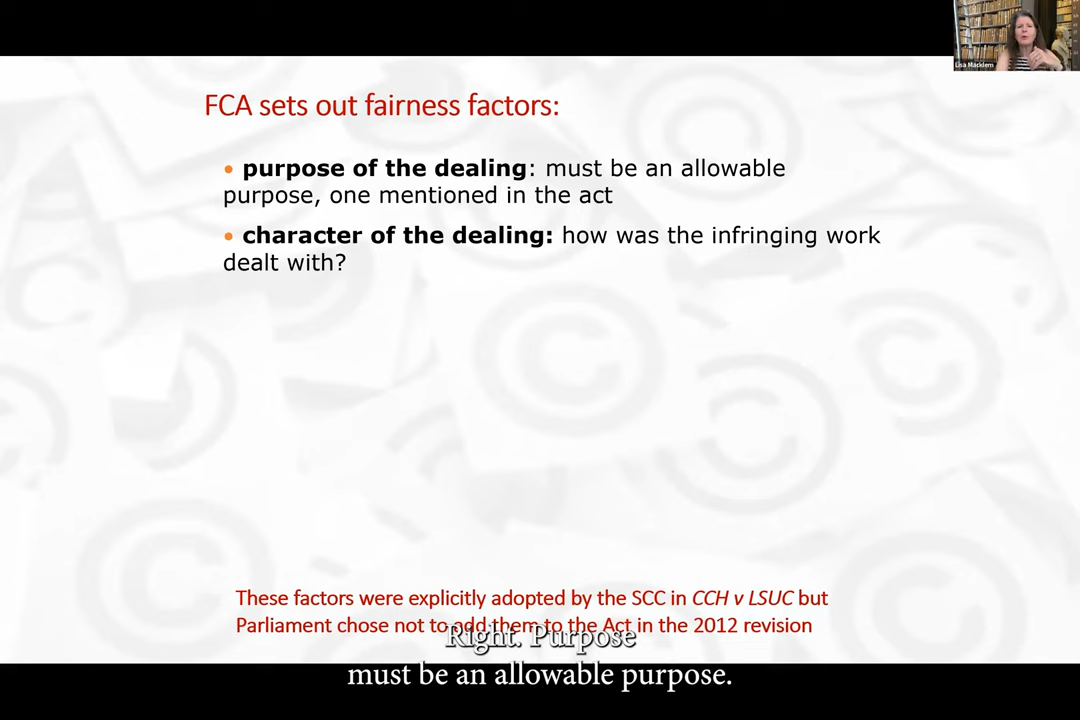 Lisa Macklem
FCA sets out fairness factors:
• purpose of the dealing: must be an allowable
purpose, one mentioned in the act
• character of the dealing: how was the infringing work
dealt with?
These factors were explicitly adopted by the SCC in CCH v LSUC but
Parliament chose not to add them to the Act in the 2012 revision
Right. Purpose
must be an allowable purpose.